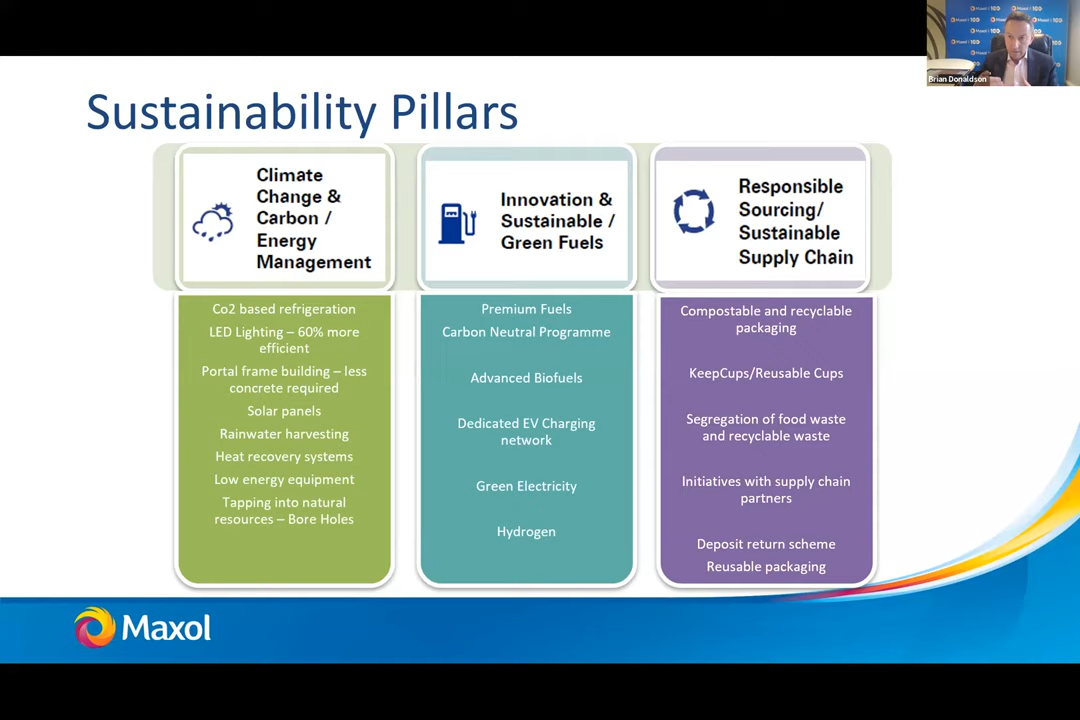 Sustainability Pillars
Climate
Change &
Carbon /
Energy
Management
Innovation &
Sustainable /
Green Fuels
Responsible
Sourcing/
Sustainable
Supply Chain
Co2 based refrigeration
LED Lighting – 60% more
efficient
Portal frame building – less
concrete required
Solar panels
Rainwater harvesting
Heat recovery systems
Low energy equipment
Tapping into natural
resources – Bore Holes
Premium Fuels
Carbon Neutral Programme
Advanced Biofuels
Dedicated EV Charging
network
Green Electricity
Hydrogen
Compostable and recyclable
packaging
KeepCups/Reusable Cups
Segregation of food waste
and recyclable waste
Initiatives with supply chain
partners
Deposit return scheme
Reusable packaging
Maxol
Brian Donaldson